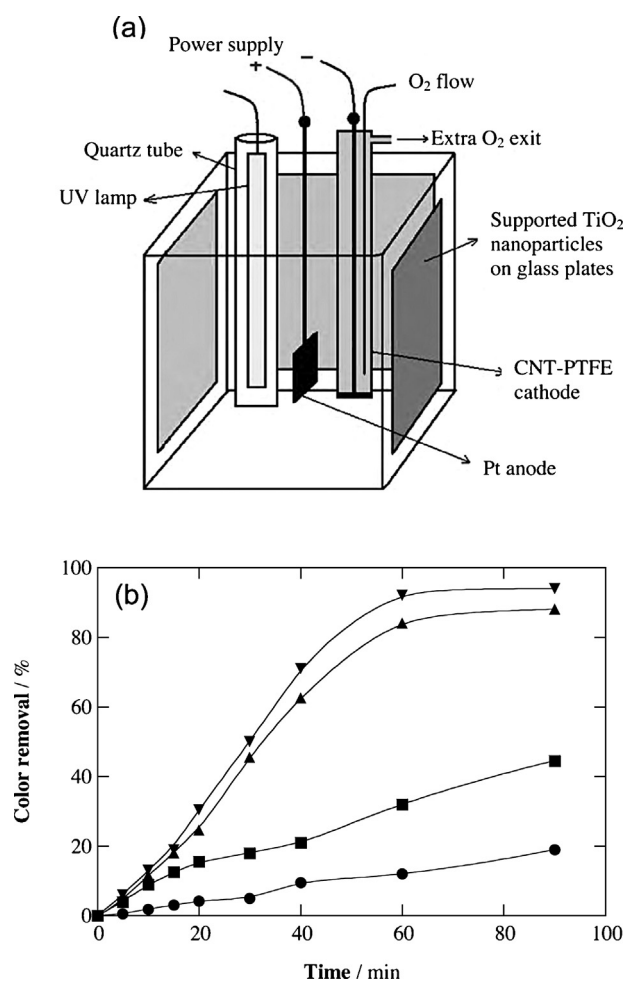 (a)
Power supply
+
−
O₂ flow
Quartz tube
Extra O₂ exit
UV lamp
Supported TiO₂
nanoparticles
on glass plates
CNT-PTFE
cathode
Pt anode
(b)
Color removal / %
100
80
60
40
20
0
0 20 40 60 80 100
Time / min